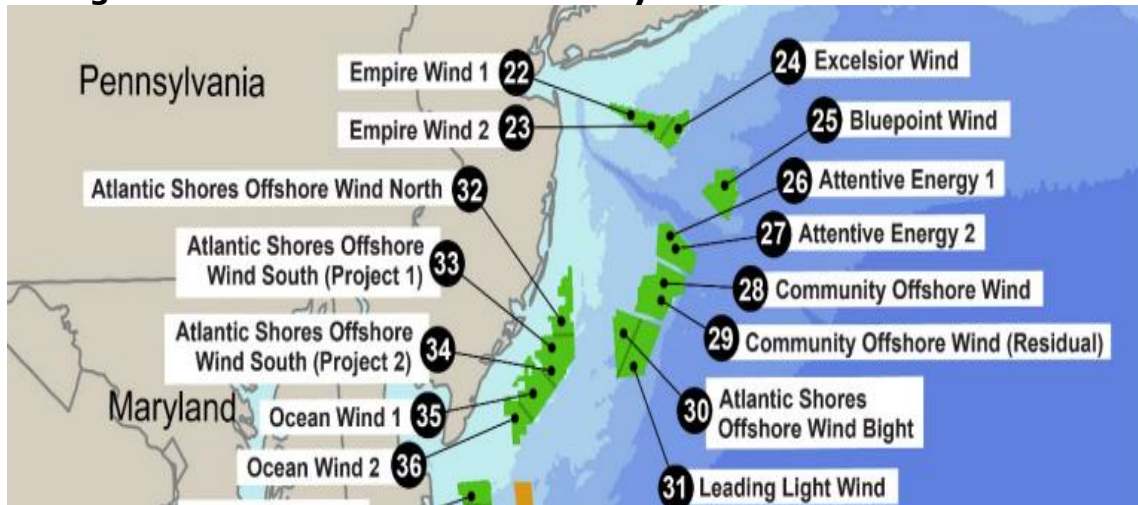 Pennsylvania
Maryland
Empire Wind 1 22
Empire Wind 2 23
24 Excelsior Wind
25 Bluepoint Wind
26 Attentive Energy 1
27 Attentive Energy 2
28 Community Offshore Wind
29 Community Offshore Wind (Residual)
30 Atlantic Shores
Offshore Wind Bight
31 Leading Light Wind
Atlantic Shores Offshore Wind North 32
Atlantic Shores Offshore
Wind South (Project 1) 33
Atlantic Shores Offshore
Wind South (Project 2) 34
Ocean Wind 1 35
Ocean Wind 2 36